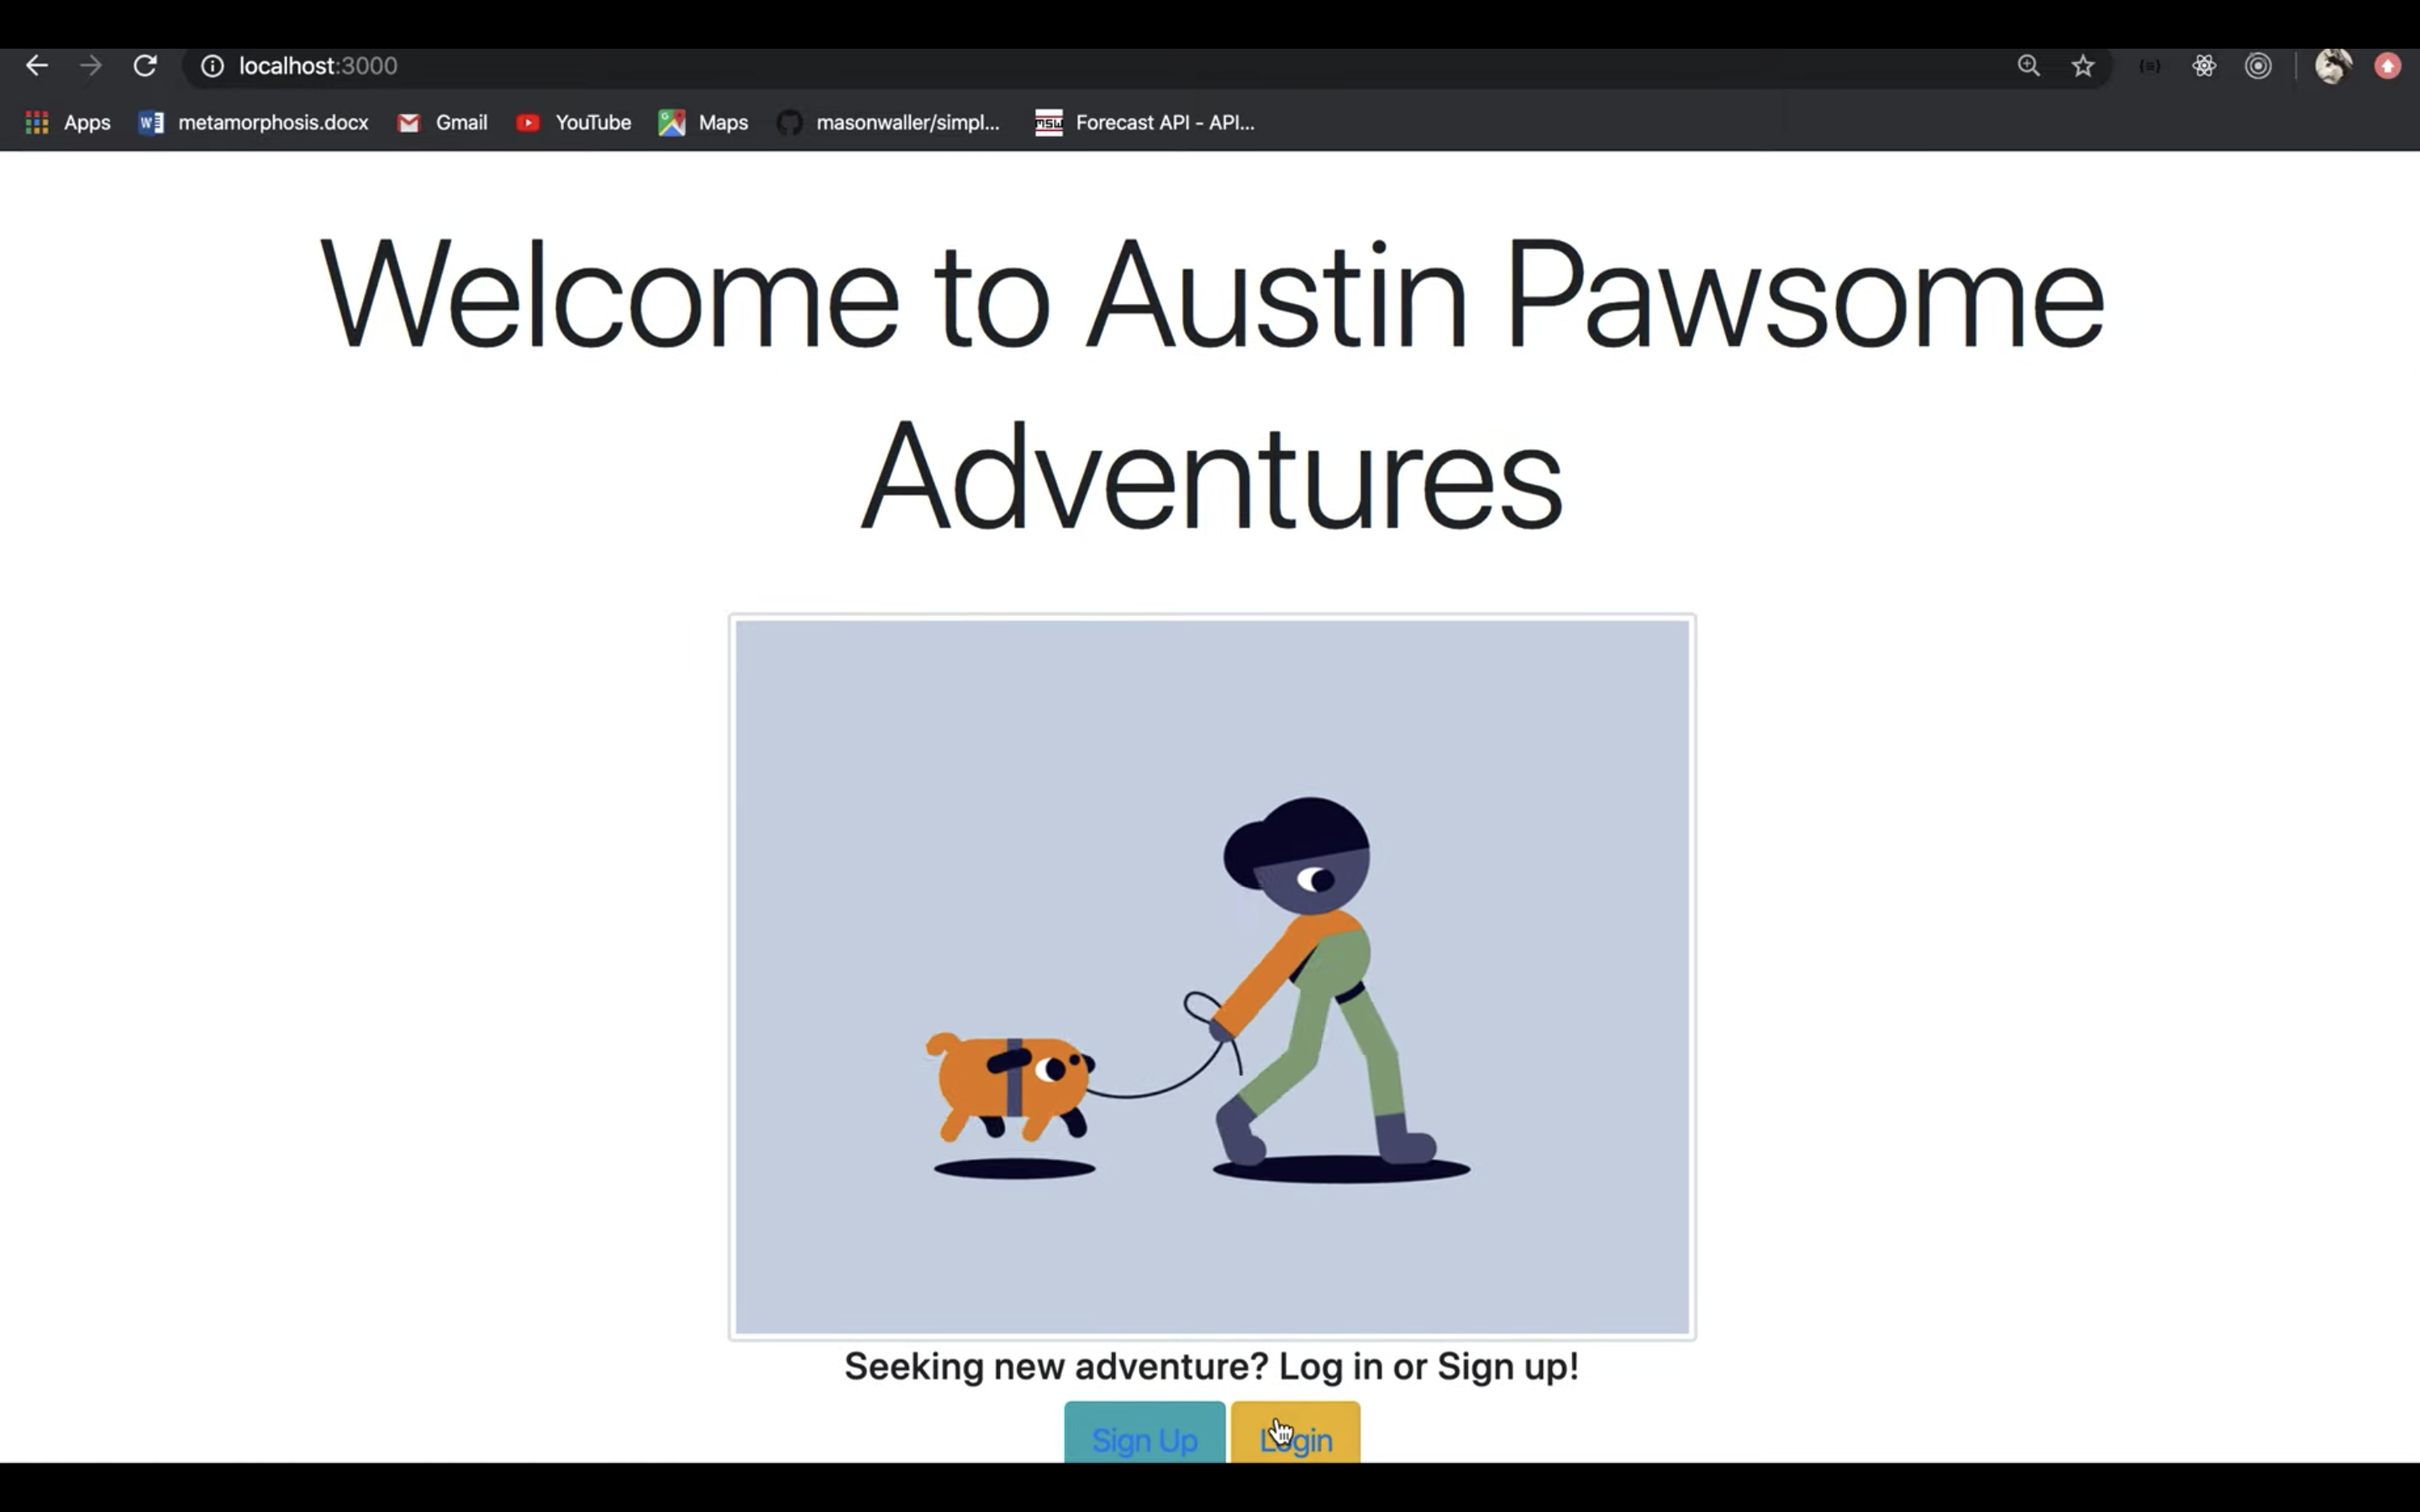 localhost:3000
Apps metamorphosis.docx Gmail YouTube Maps masonwaller/simpl... Forecast API - API...
Welcome to Austin Pawsome
Adventures
Seeking new adventure? Log in or Sign up!
Sign Up Login